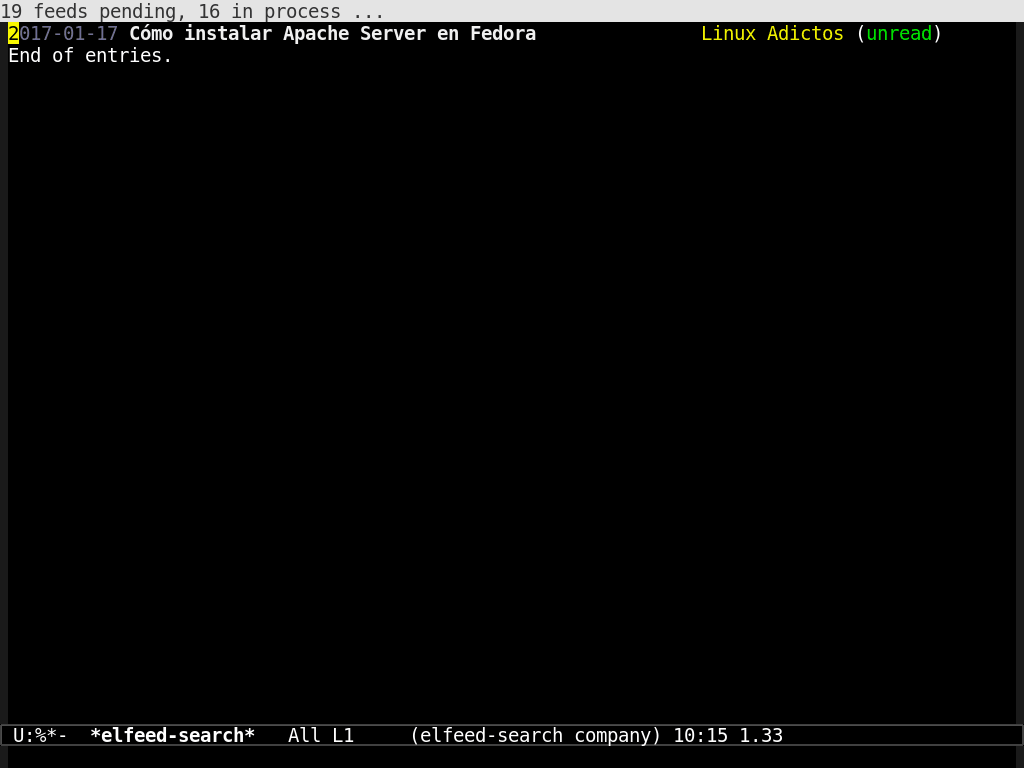 19 feeds pending, 16 in process ...
2017-01-17 Cómo instalar Apache Server en Fedora Linux Adictos (unread)
End of entries.
U:%*- *elfeed-search* All L1 (elfeed-search company) 10:15 1.33